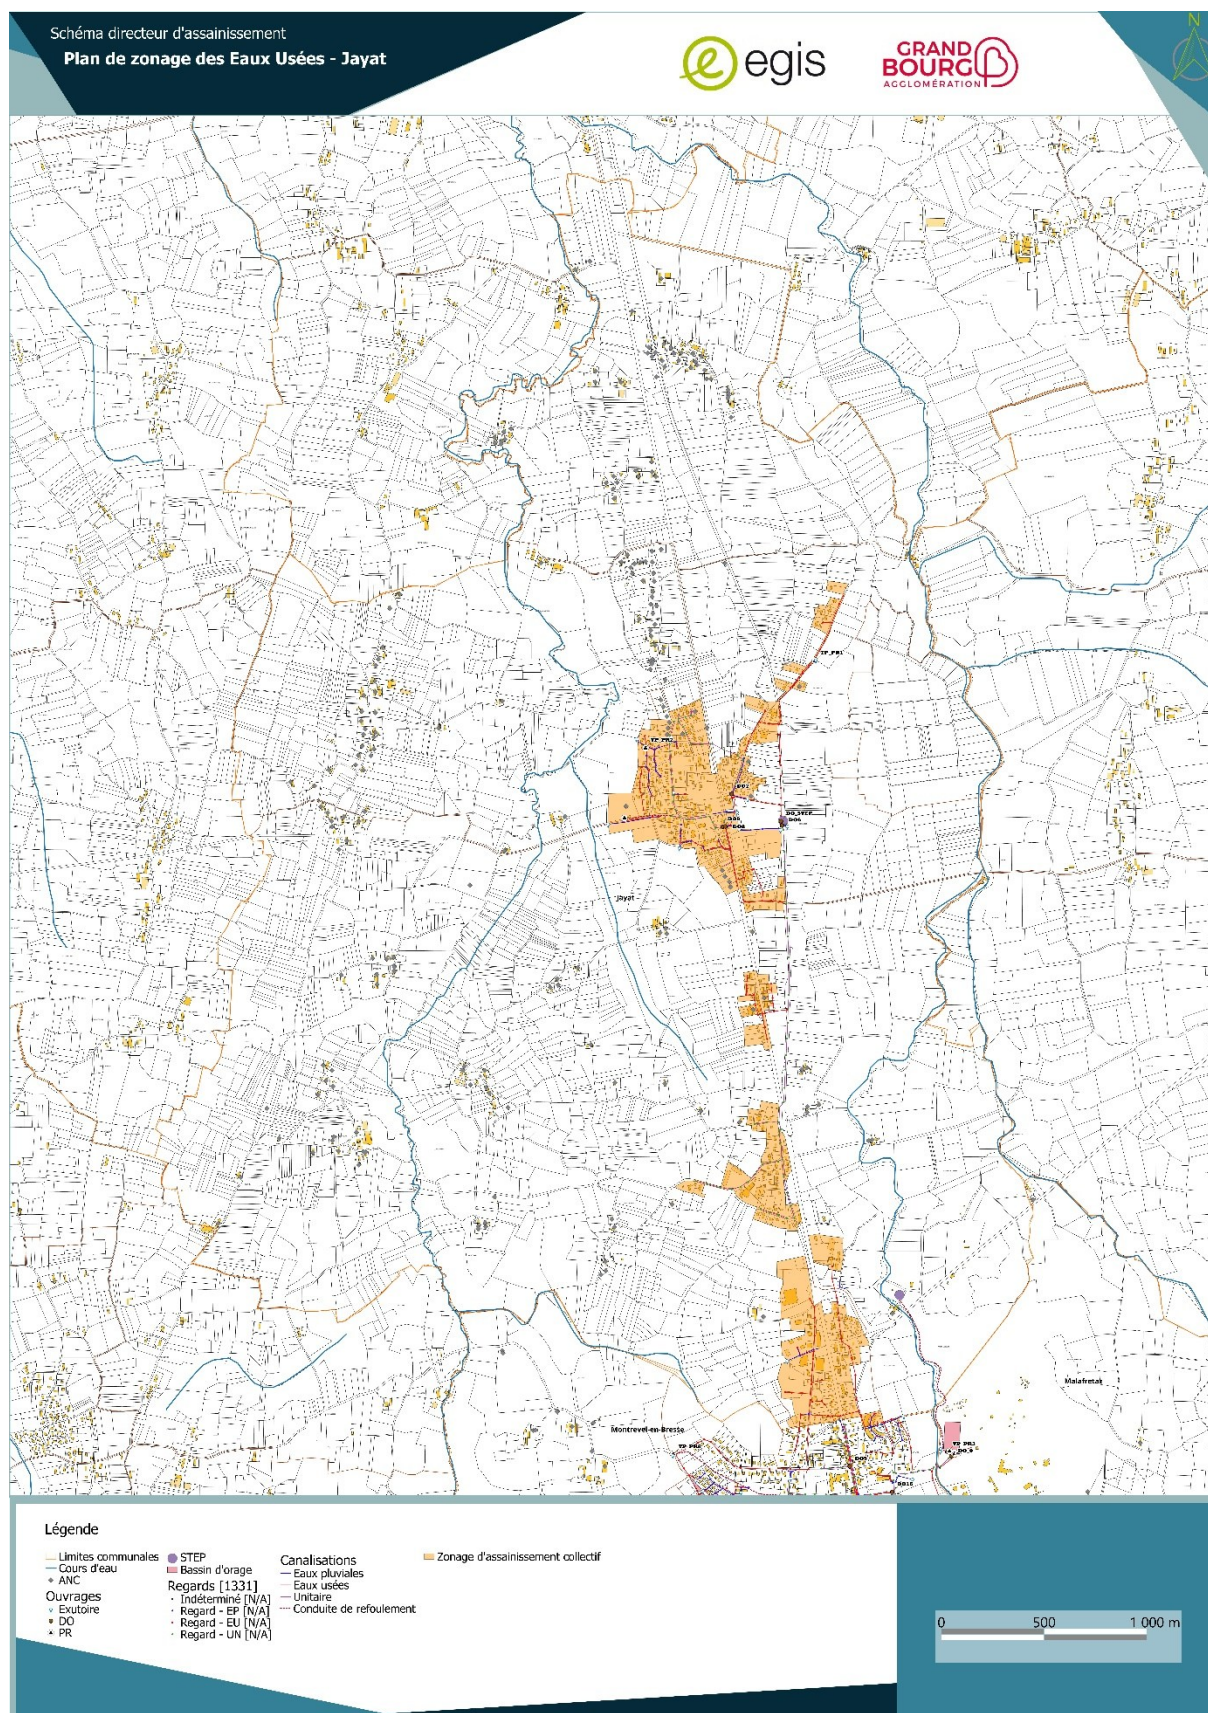 Schéma directeur d'assainissement
Plan de zonage des Eaux Usées - Jayat
e egis
GRAND
BOURG
AGGLOMÉRATION
N
TP_PR1
DO_STEP
Jayat
Malafretaz
Montrevel-en-Bresse
Légende
Limites communales
Cours d'eau
ANC
Ouvrages
Exutoire
DO
PR
STEP
Bassin d'orage
Regards [1331]
Indéterminé [N/A]
Regard - EP [N/A]
Regard - EU [N/A]
Regard - UN [N/A]
Canalisations
Eaux pluviales
Eaux usées
Unitaire
Conduite de refoulement
Zonage d'assainissement collectif
0 500 1 000 m